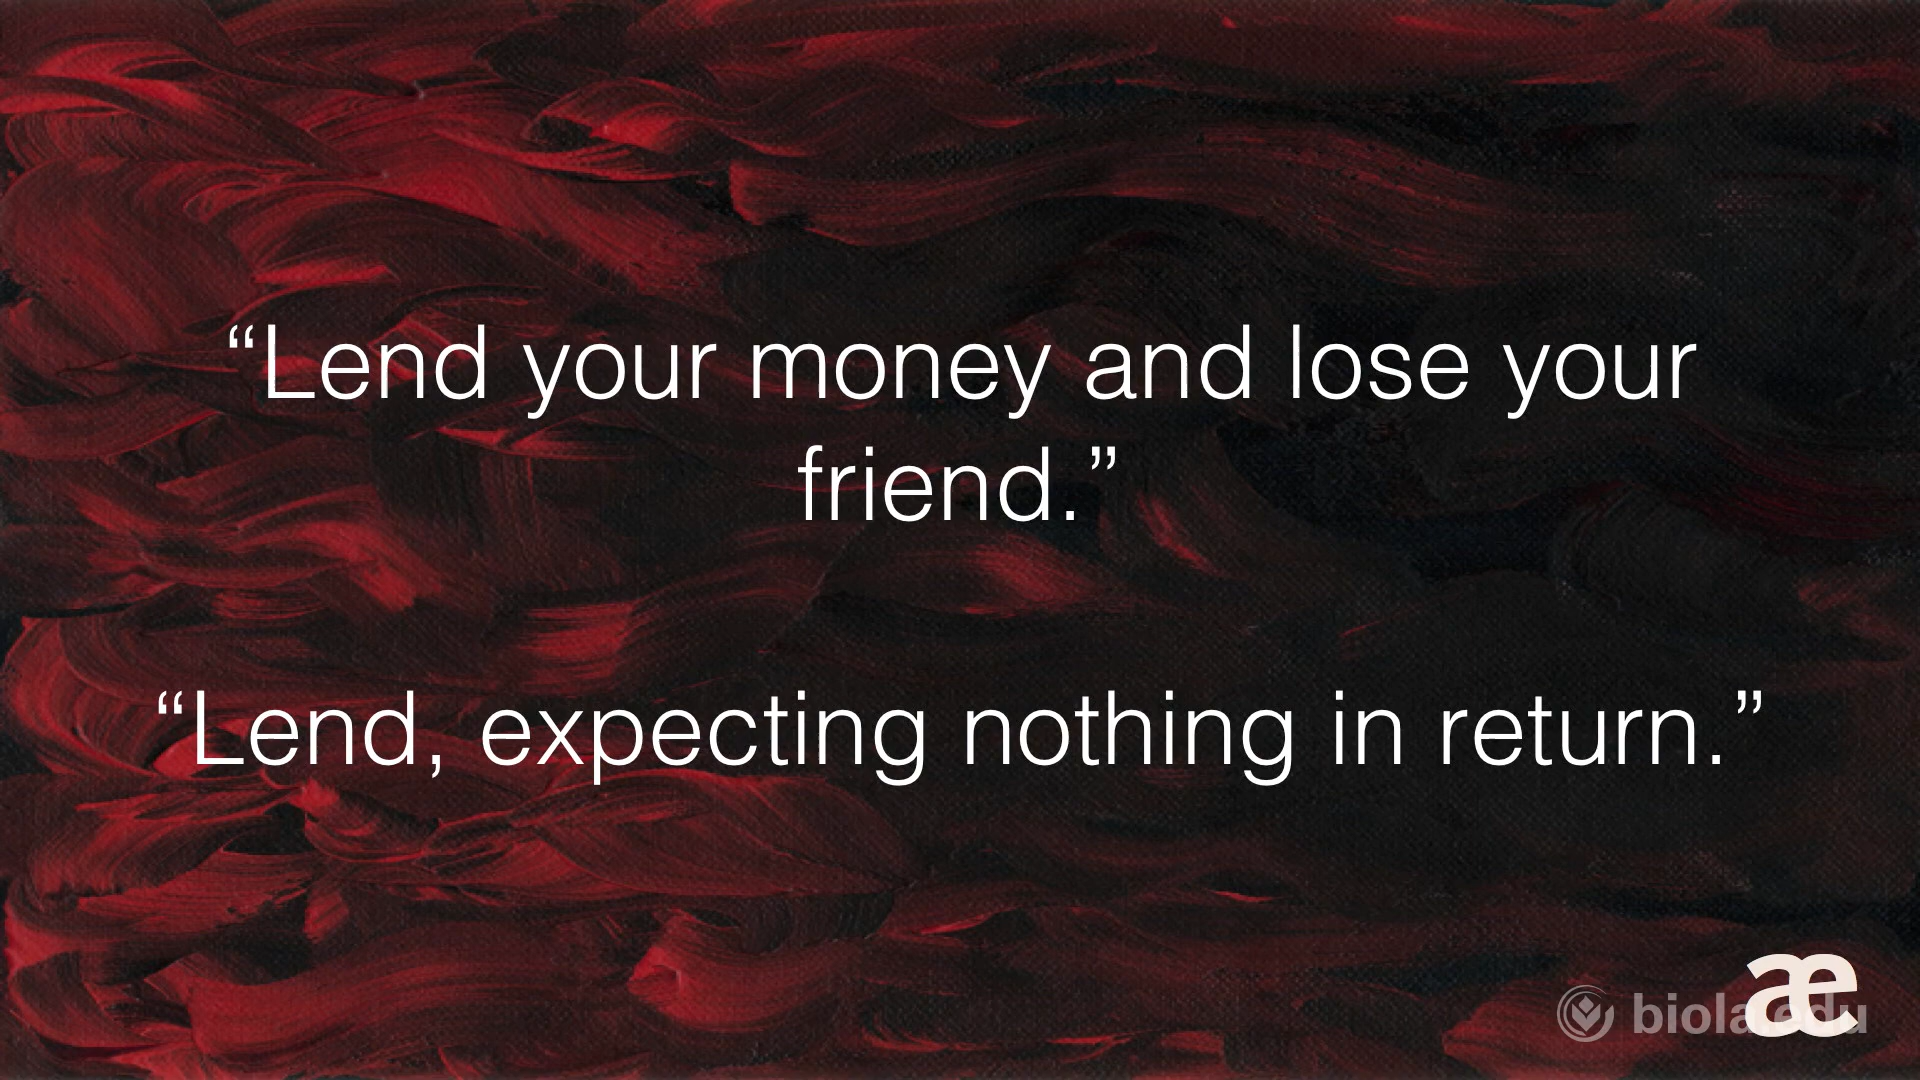 “Lend your money and lose your
friend.”
“Lend, expecting nothing in return.”
æ
biola.edu